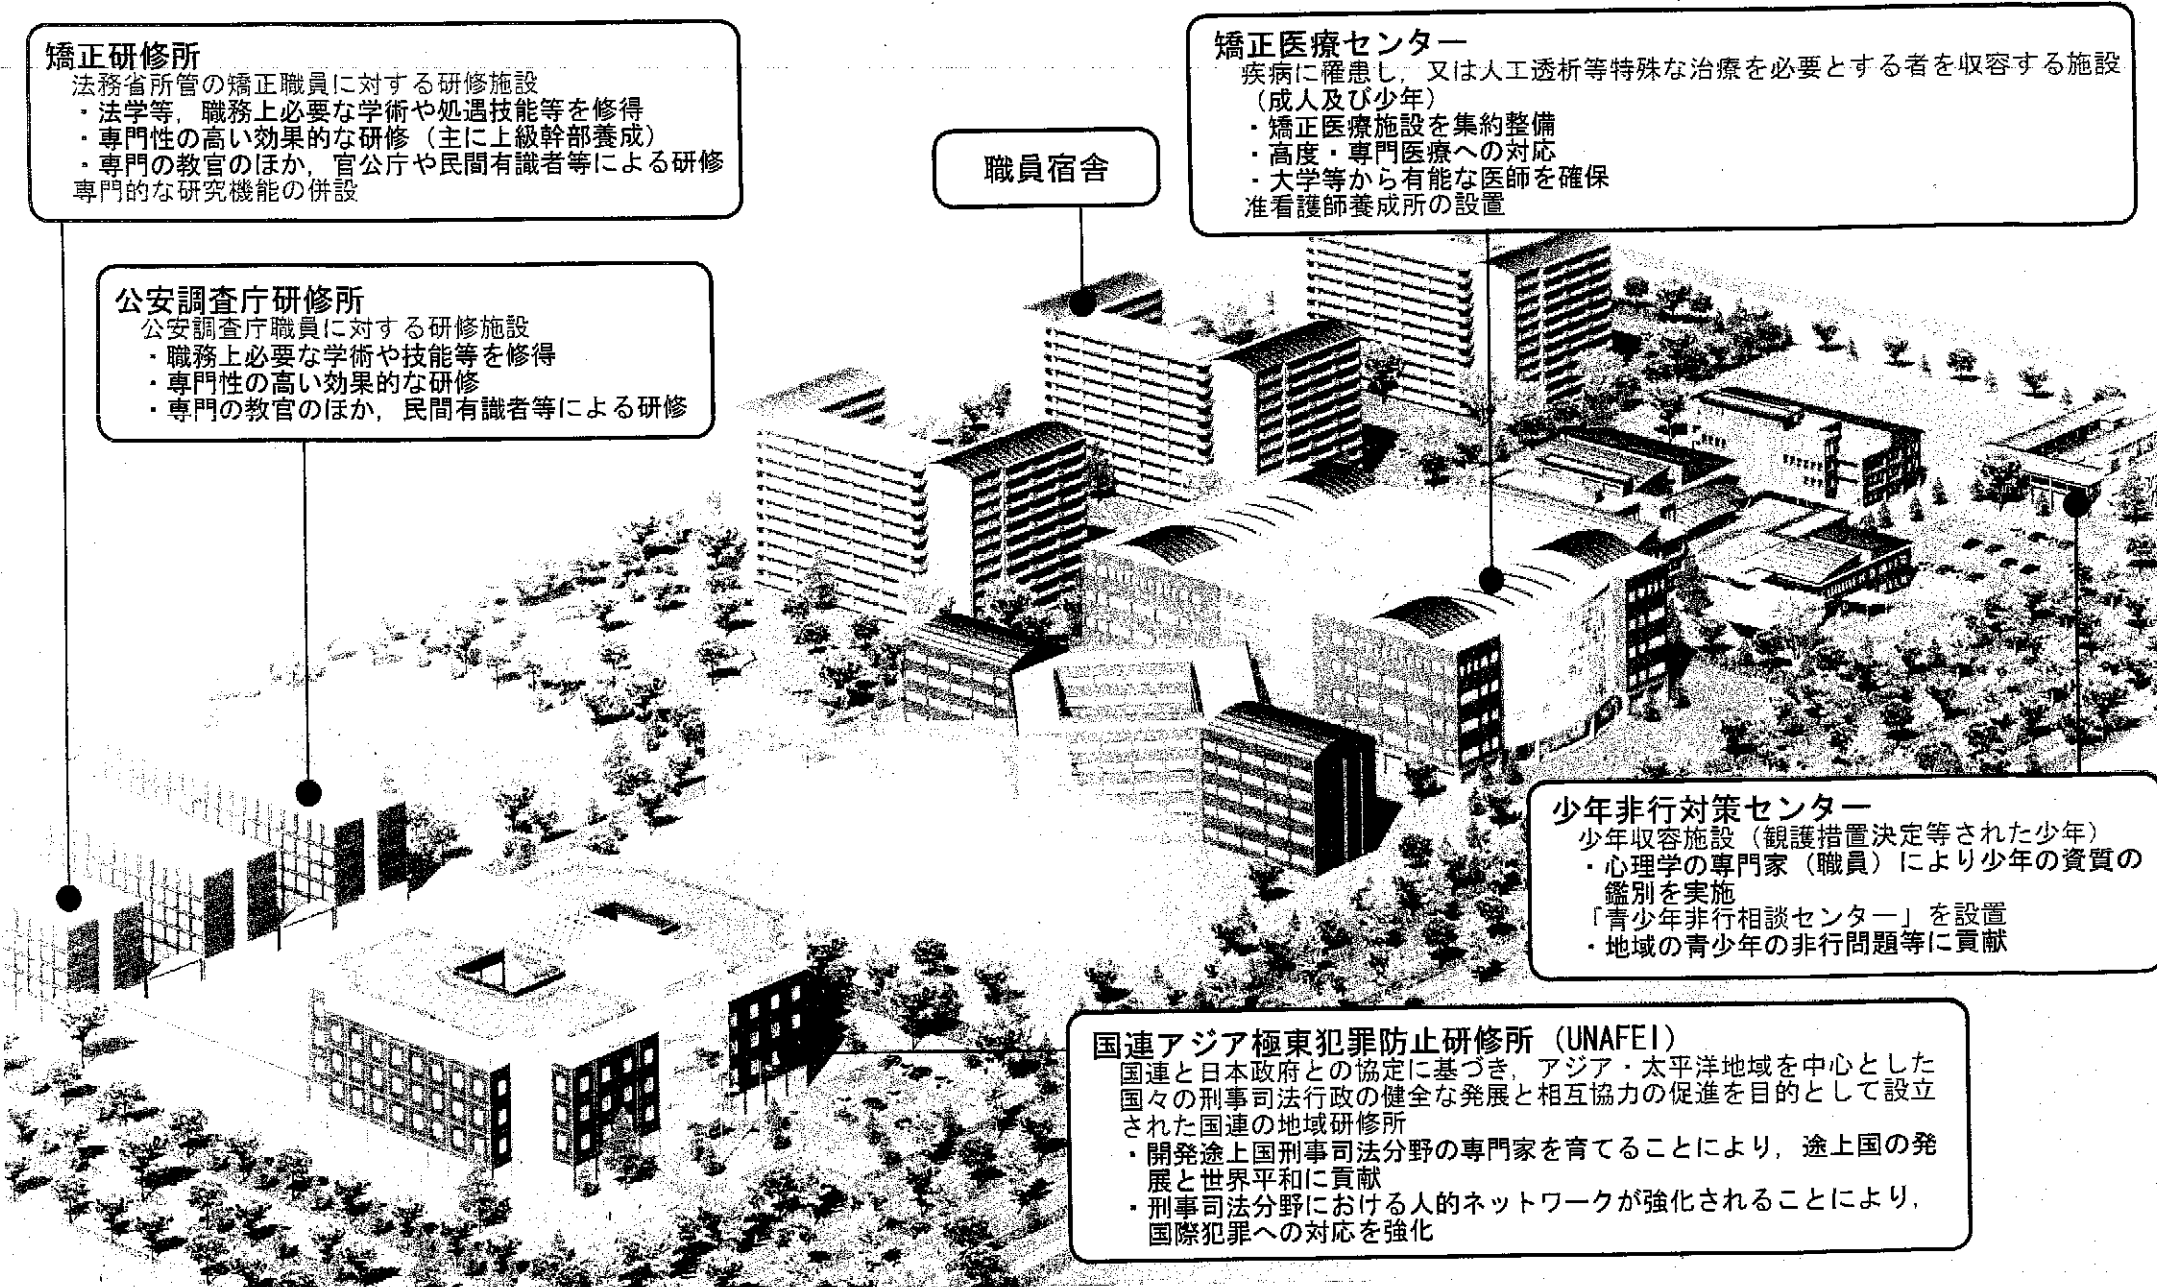 矯正研修所
法務省所管の矯正職員に対する研修施設
・法学等，職務上必要な学術や処遇技能等を修得
・専門性の高い効果的な研修（主に上級幹部養成）
・専門の教官のほか，官公庁や民間有識者等による研修
専門的な研究機能の併設
公安調査庁研修所
公安調査庁職員に対する研修施設
・職務上必要な学術や技能等を修得
・専門性の高い効果的な研修
・専門の教官のほか，民間有識者等による研修
職員宿舎
矯正医療センター
疾病に罹患し，又は人工透析等特殊な治療を必要とする者を収容する施設
（成人及び少年）
・矯正医療施設を集約整備
・高度・専門医療への対応
・大学等から有能な医師を確保
准看護師養成所の設置
少年非行対策センター
少年収容施設（観護措置決定等された少年）
・心理学の専門家（職員）により少年の資質の
鑑別を実施
「青少年非行相談センター」を設置
・地域の青少年の非行問題等に貢献
国連アジア極東犯罪防止研修所（UNAFEI）
国連と日本政府との協定に基づき，アジア・太平洋地域を中心とした
国々の刑事司法行政の健全な発展と相互協力の促進を目的として設立
された国連の地域研修所
・開発途上国刑事司法分野の専門家を育てることにより，途上国の発
展と世界平和に貢献
・刑事司法分野における人的ネットワークが強化されることにより，
国際犯罪への対応を強化